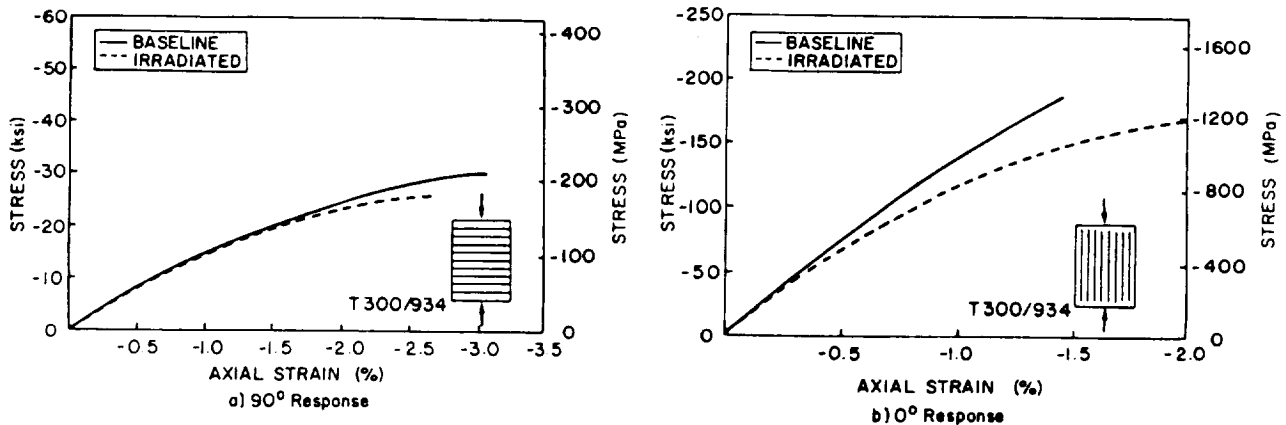 -60
-50
-40
-30
-20
-10
0
STRESS (ksi)
BASELINE
IRRADIATED
-400
-300
-200
-100
0
STRESS (MPa)
T300/934
-0.5 -1.0 -1.5 -2.0 -2.5 -3.0 -3.5
AXIAL STRAIN (%)
a) 90° Response
-250
-200
-150
-100
-50
0
STRESS (ksi)
BASELINE
IRRADIATED
-1600
-1200
-800
-400
0
STRESS (MPa)
T300/934
-0.5 -1.0 -1.5 -2.0
AXIAL STRAIN (%)
b) 0° Response